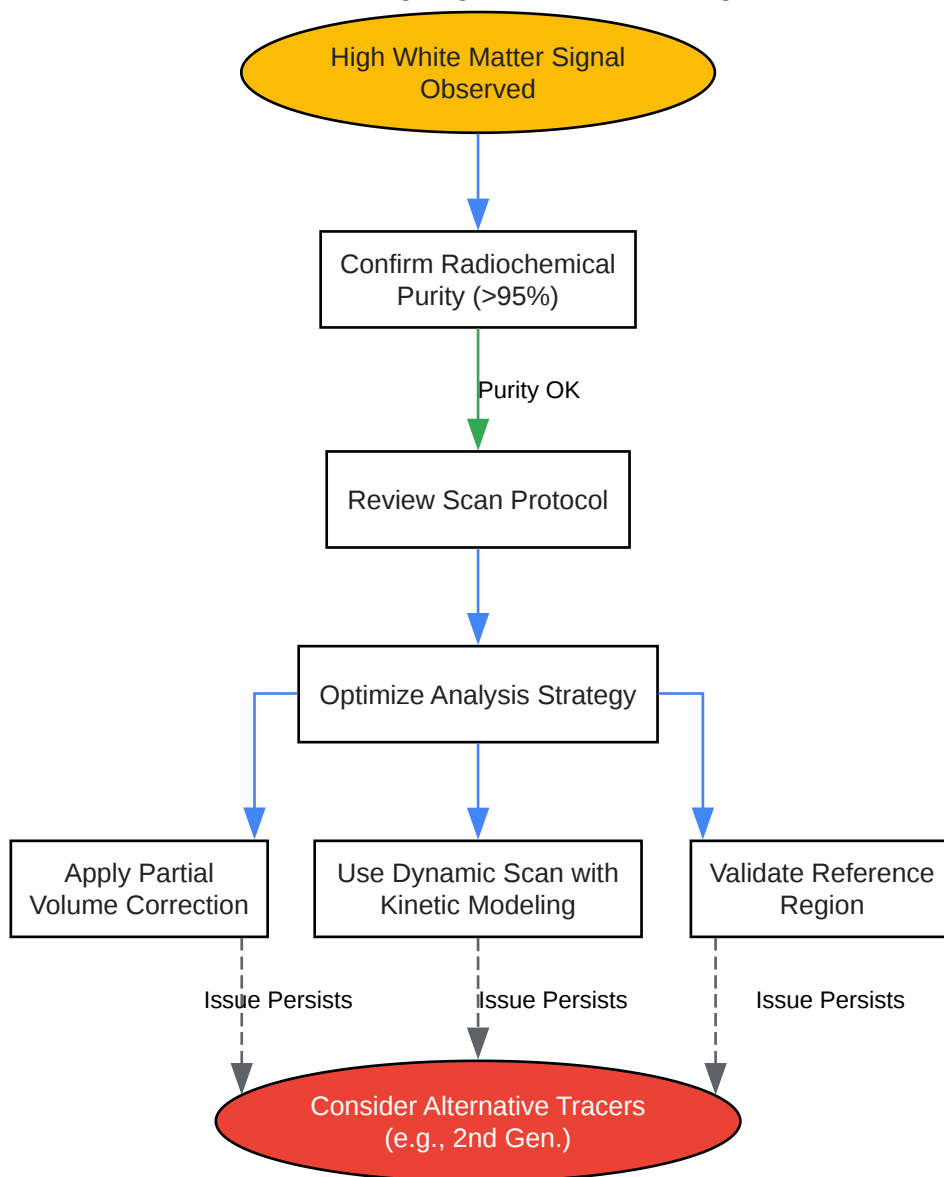 High White Matter Signal
Observed
Confirm Radiochemical
Purity (>95%)
Purity OK
Review Scan Protocol
Optimize Analysis Strategy
Apply Partial
Volume Correction
Use Dynamic Scan with
Kinetic Modeling
Validate Reference
Region
Issue Persists
Issue Persists
Issue Persists
Consider Alternative Tracers
(e.g., 2nd Gen.)